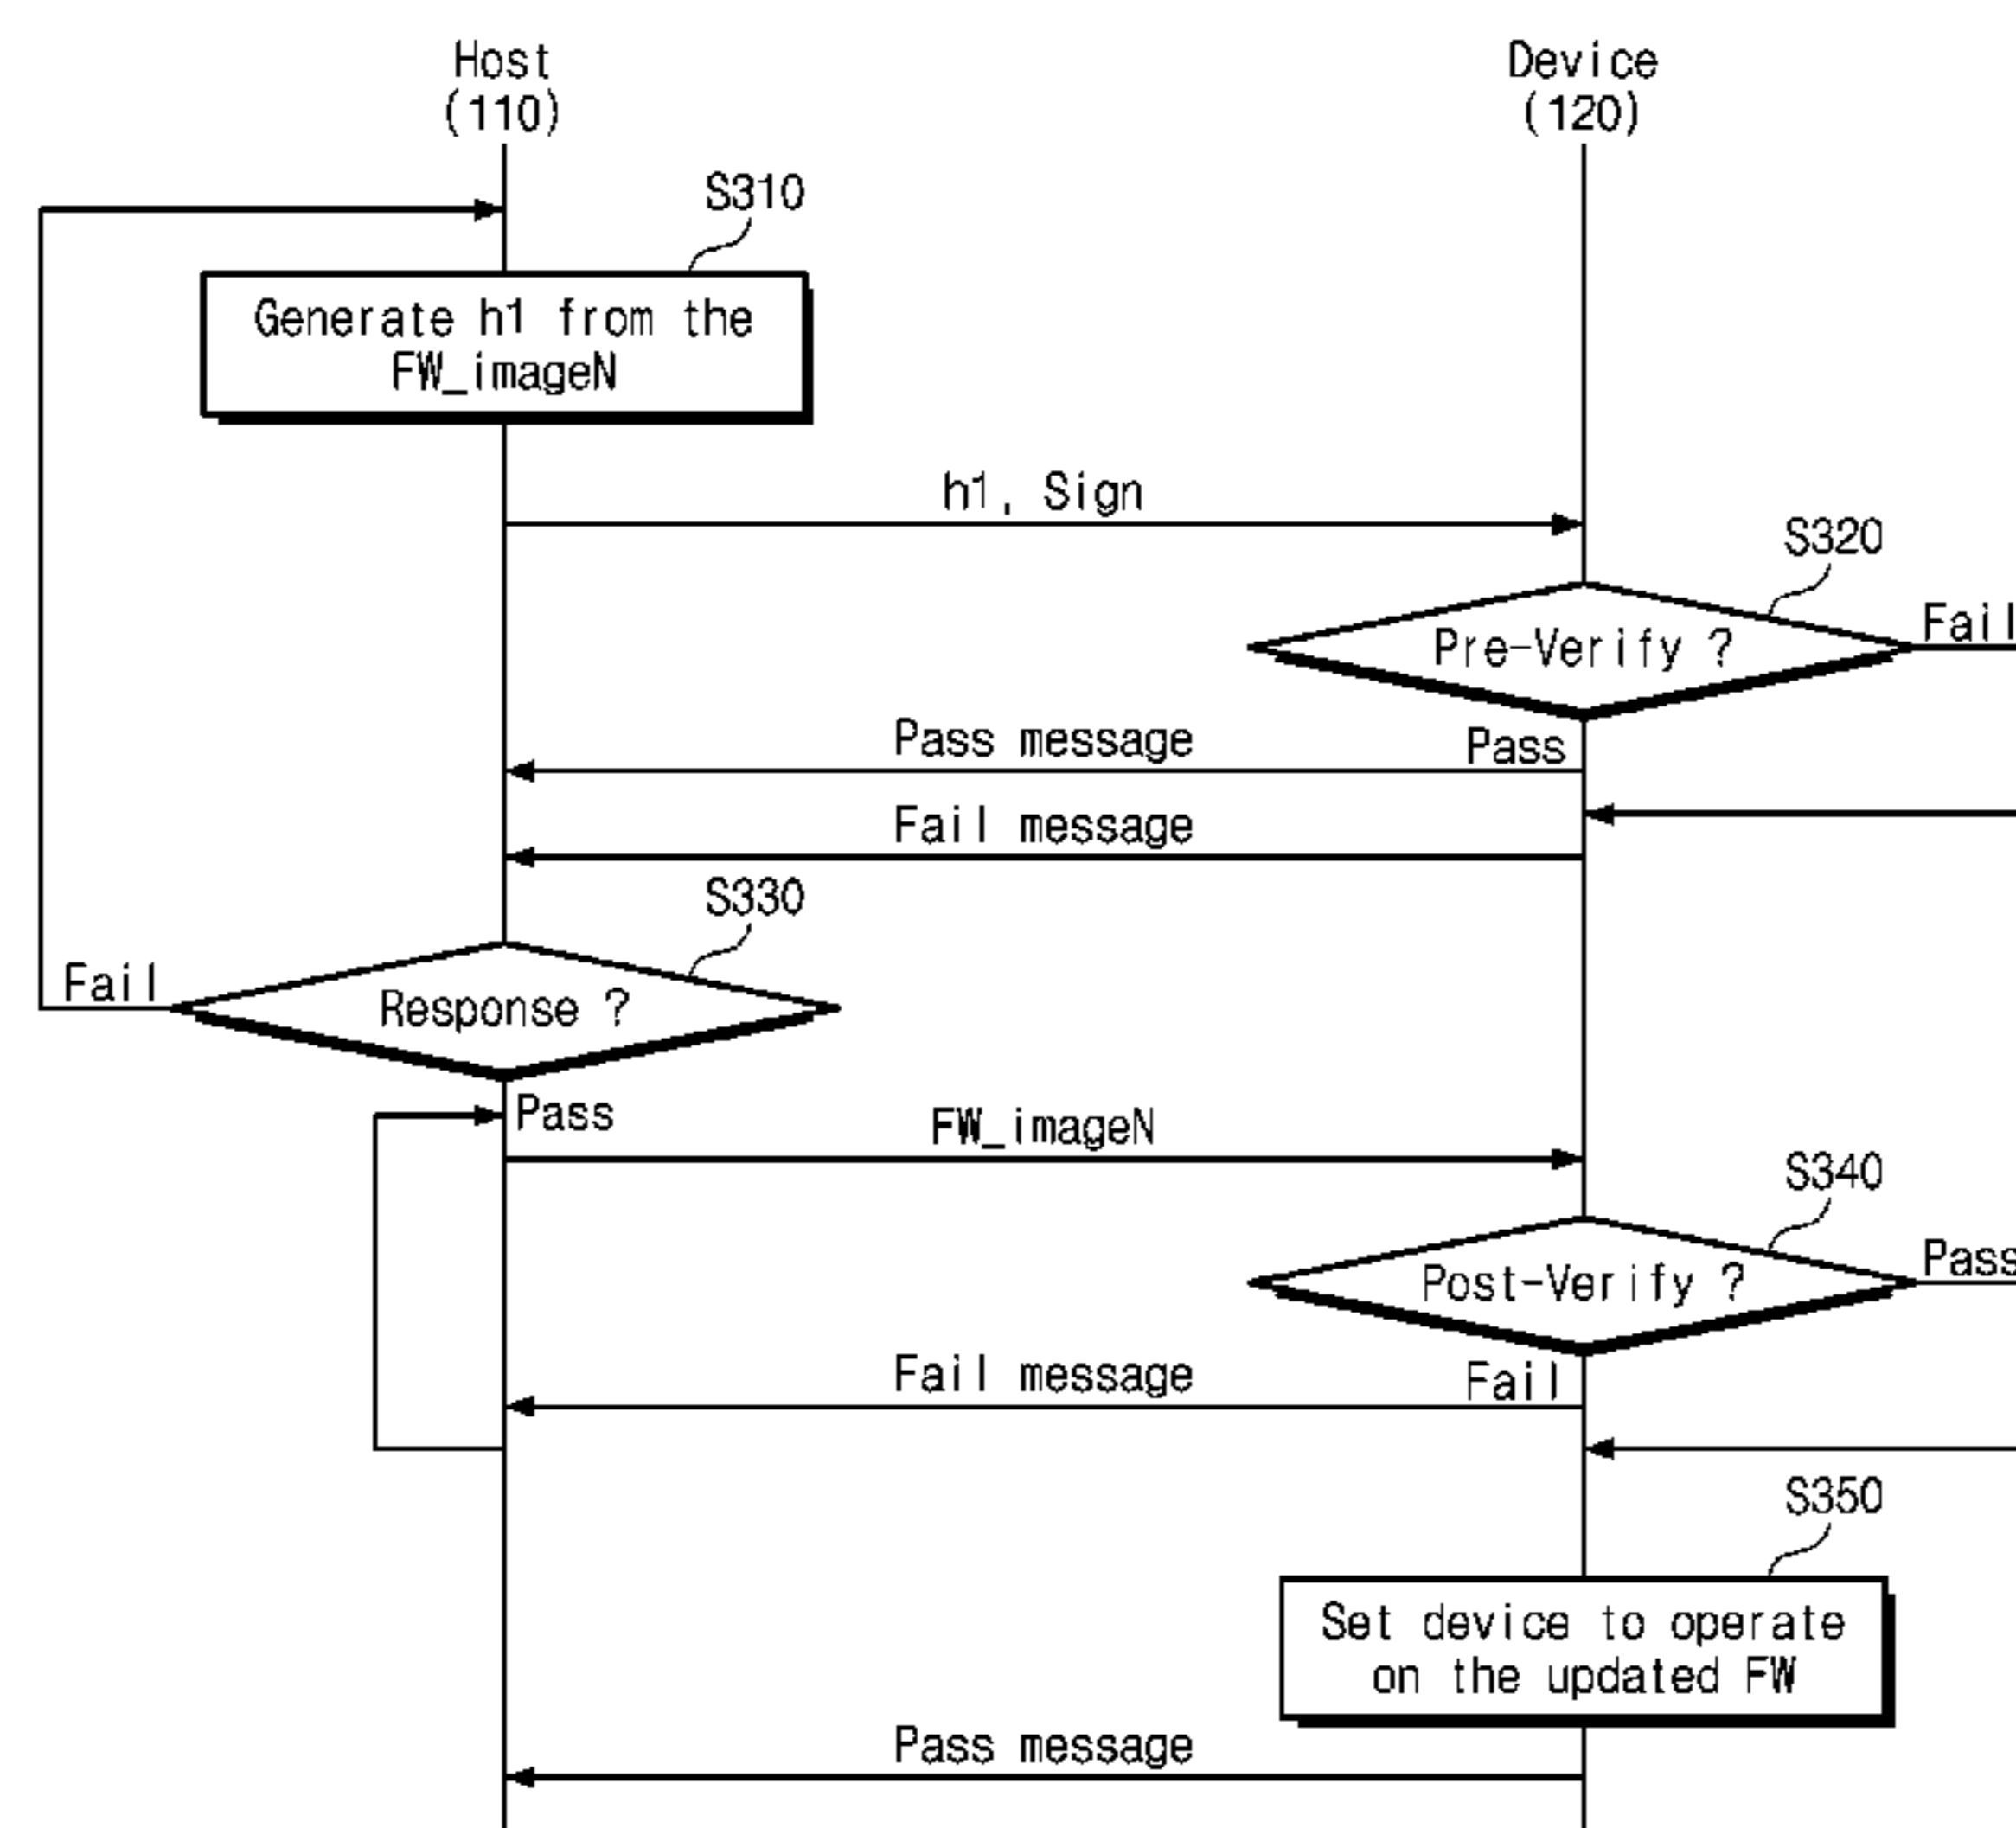 Host
(110)
Device
(120)
S310
Generate h1 from the
FW_imageN
h1, Sign
S320
Pre-Verify ?
Fail
Pass message
Pass
Fail message
S330
Fail
Response ?
Pass
FW_imageN
S340
Post-Verify ?
Pass
Fail message
Fail
S350
Set device to operate
on the updated FW
Pass message